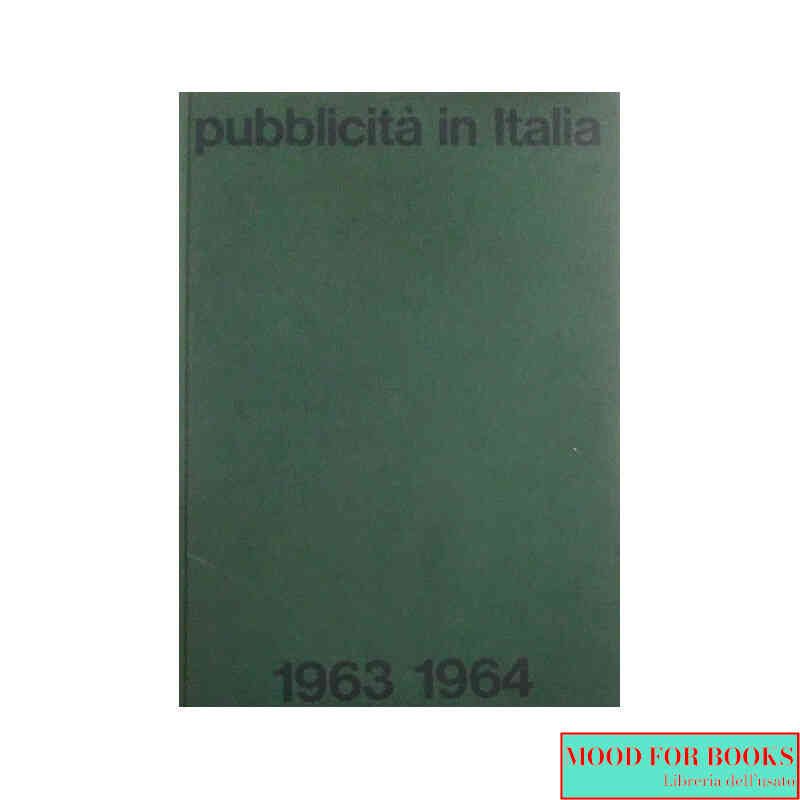 pubblicità in Italia
1963 1964
MOOD FOR BOOKS
Libreria dell'usato